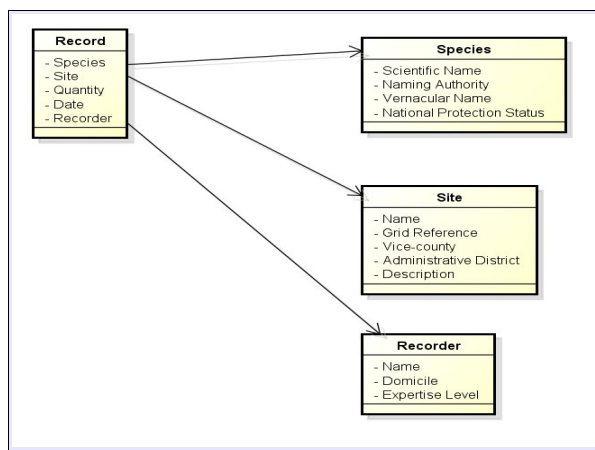 Record
- Species
- Site
- Quantity
- Date
- Recorder
Species
- Scientific Name
- Naming Authority
- Vernacular Name
- National Protection Status
Site
- Name
- Grid Reference
- Vice-county
- Administrative District
- Description
Recorder
- Name
- Domicile
- Expertise Level